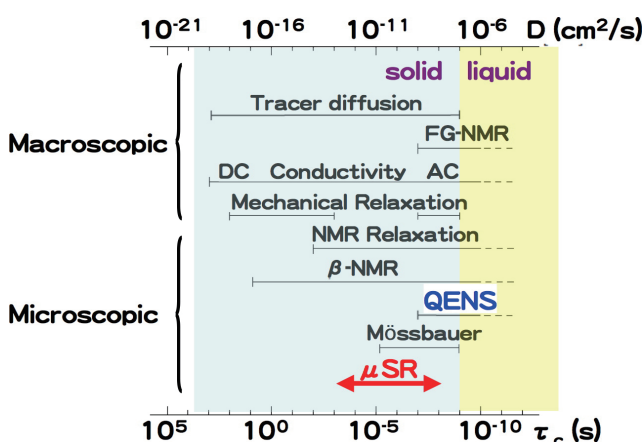 10-21 10-16 10-11 10-6 D (cm²/s)
solid liquid
Tracer diffusion
FG-NMR
Macroscopic
DC Conductivity AC
Mechanical Relaxation
NMR Relaxation
β-NMR
QENS
Microscopic
Mössbauer
μSR
10⁵ 10⁰ 10-5 10-10 τc (s)